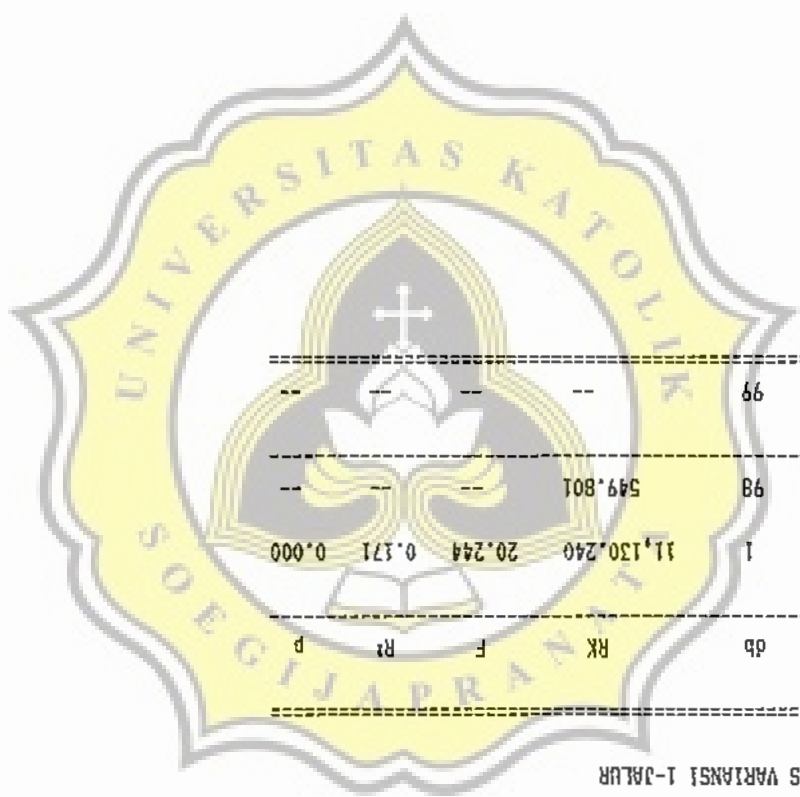 UNIVERSITAS KATOLIK
SOEGIJAPRANATA
S VARIANSI 1-JALUR
db RK F R² p
1 11,130.240 20.244 0.171 0.000
98 549.801 -- -- --
99 -- -- -- --